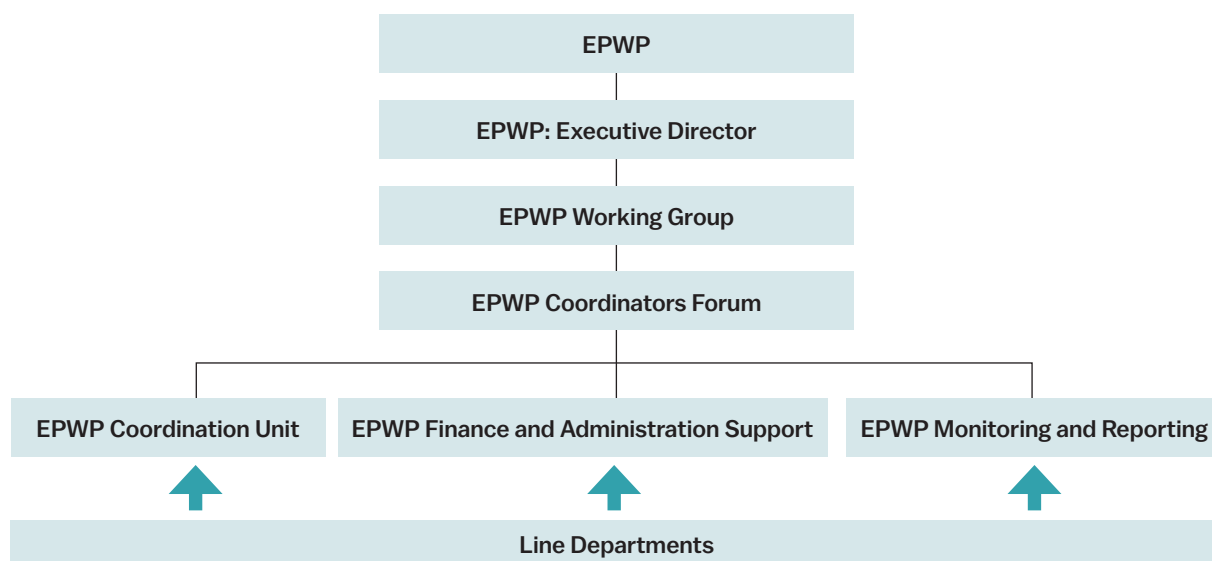 EPWP
EPWP: Executive Director
EPWP Working Group
EPWP Coordinators Forum
EPWP Coordination Unit
EPWP Finance and Administration Support
EPWP Monitoring and Reporting
Line Departments